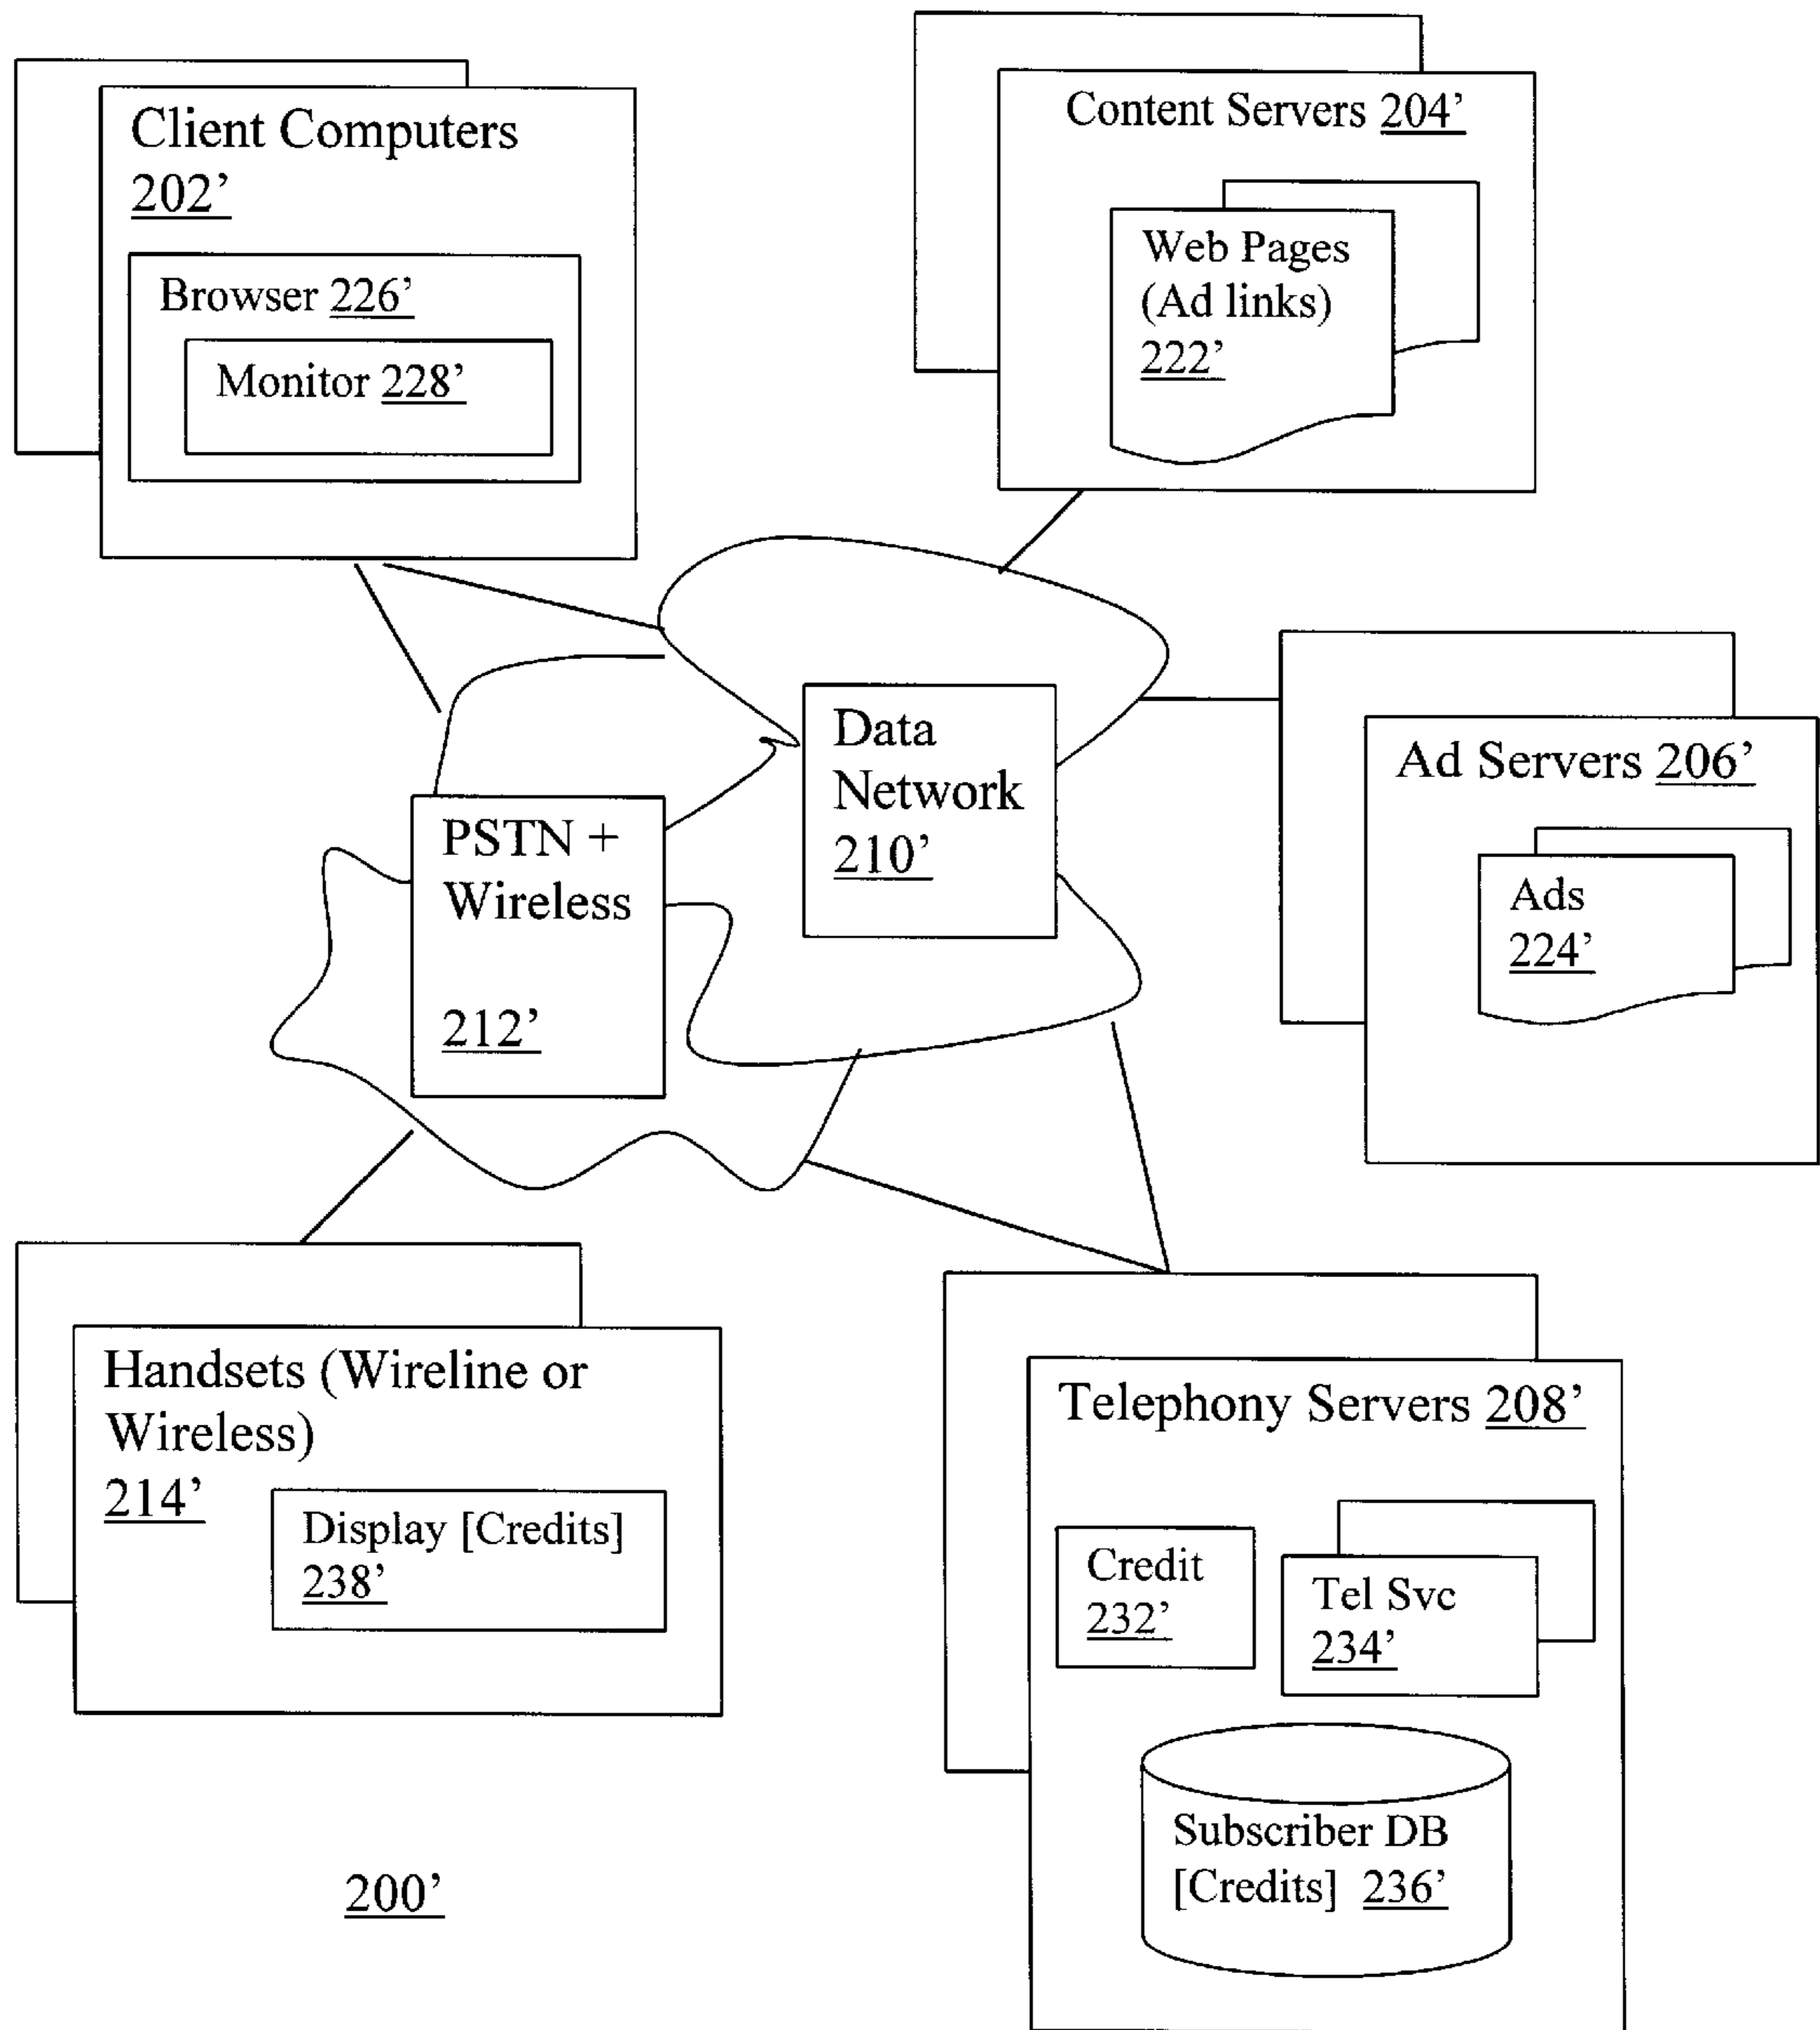 Client Computers
202’
Browser 226’
Monitor 228’
Content Servers 204’
Web Pages
(Ad links)
222’
Data
Network
210’
PSTN +
Wireless
212’
Ad Servers 206’
Ads
224’
Handsets (Wireline or
Wireless)
214’
Display [Credits]
238’
Telephony Servers 208’
Credit
232’
Tel Svc
234’
Subscriber DB
[Credits] 236’
200’